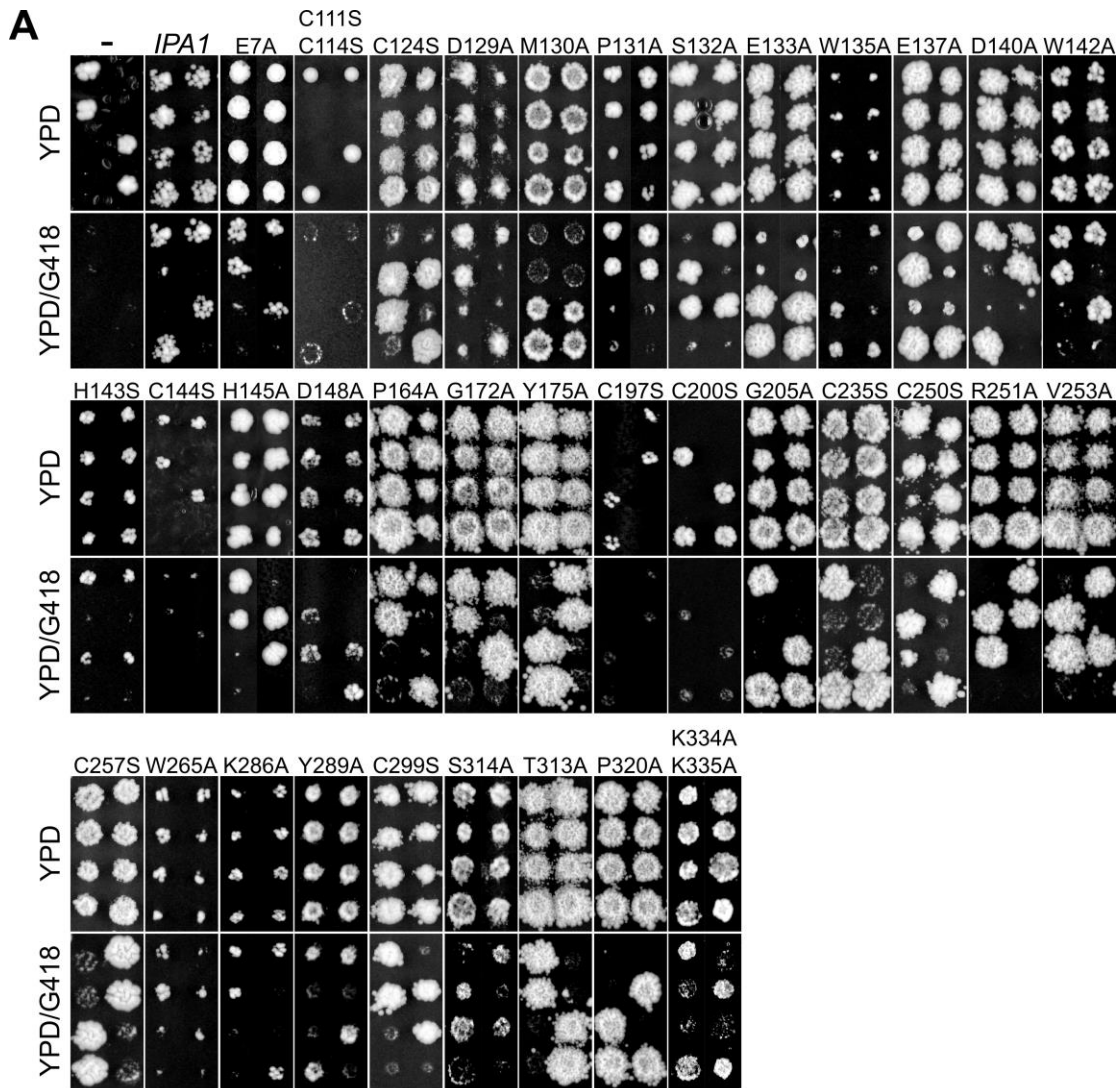 A
C111S
- IPA1 E7A C114S C124S D129A M130A P131A S132A E133A W135A E137A D140A W142A
YPD
YPD/G418
H143S C144S H145A D148A P164A G172A Y175A C197S C200S G205A C235S C250S R251A V253A
YPD
YPD/G418
K334A
C257S W265A K286A Y289A C299S S314A T313A P320A K335A
YPD
YPD/G418